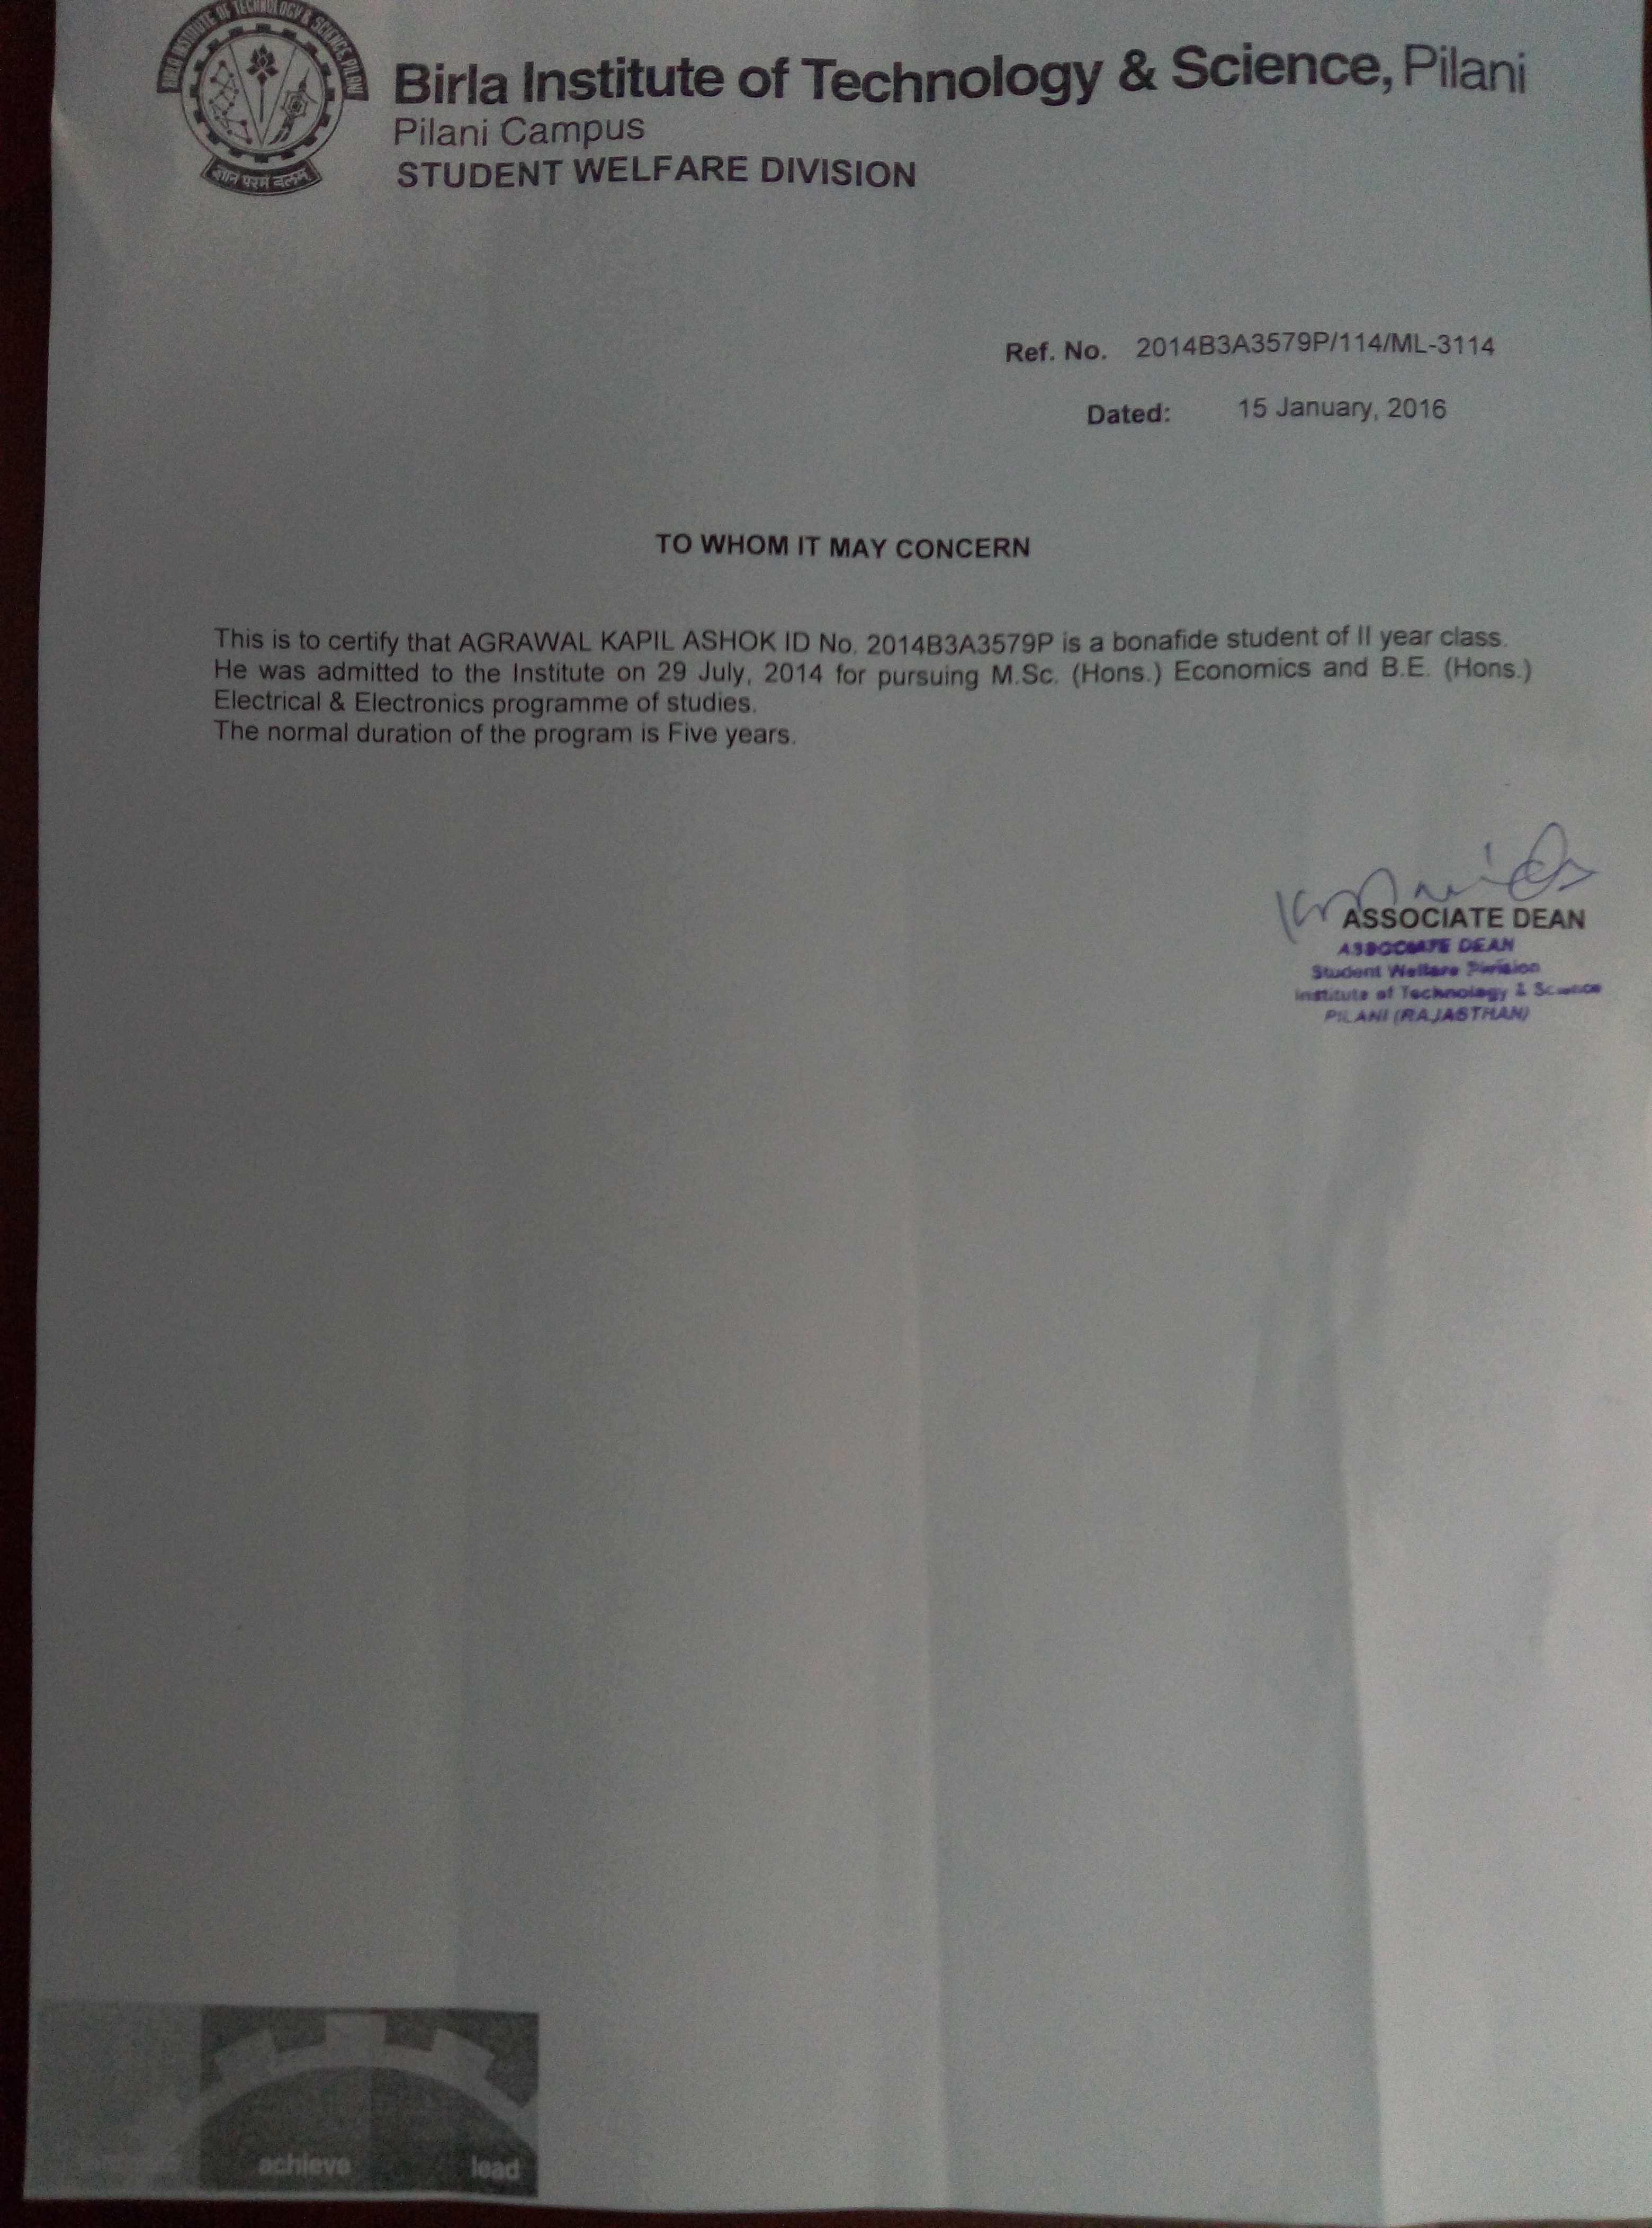 BIRLA INSTITUTE OF TECHNOLOGY & SCIENCE, PILANI
ज्ञान परमं बलम्
Birla Institute of Technology & Science, Pilani
Pilani Campus
STUDENT WELFARE DIVISION
Ref. No. 2014B3A3579P/114/ML-3114
Dated: 15 January, 2016
TO WHOM IT MAY CONCERN
This is to certify that AGRAWAL KAPIL ASHOK ID No. 2014B3A3579P is a bonafide student of II year class.
He was admitted to the Institute on 29 July, 2014 for pursuing M.Sc. (Hons.) Economics and B.E. (Hons.)
Electrical & Electronics programme of studies.
The normal duration of the program is Five years.
ASSOCIATE DEAN
ASSOCIATE DEAN
Student Welfare Division
Institute of Technology & Science
PILANI (RAJASTHAN)
achieve lead